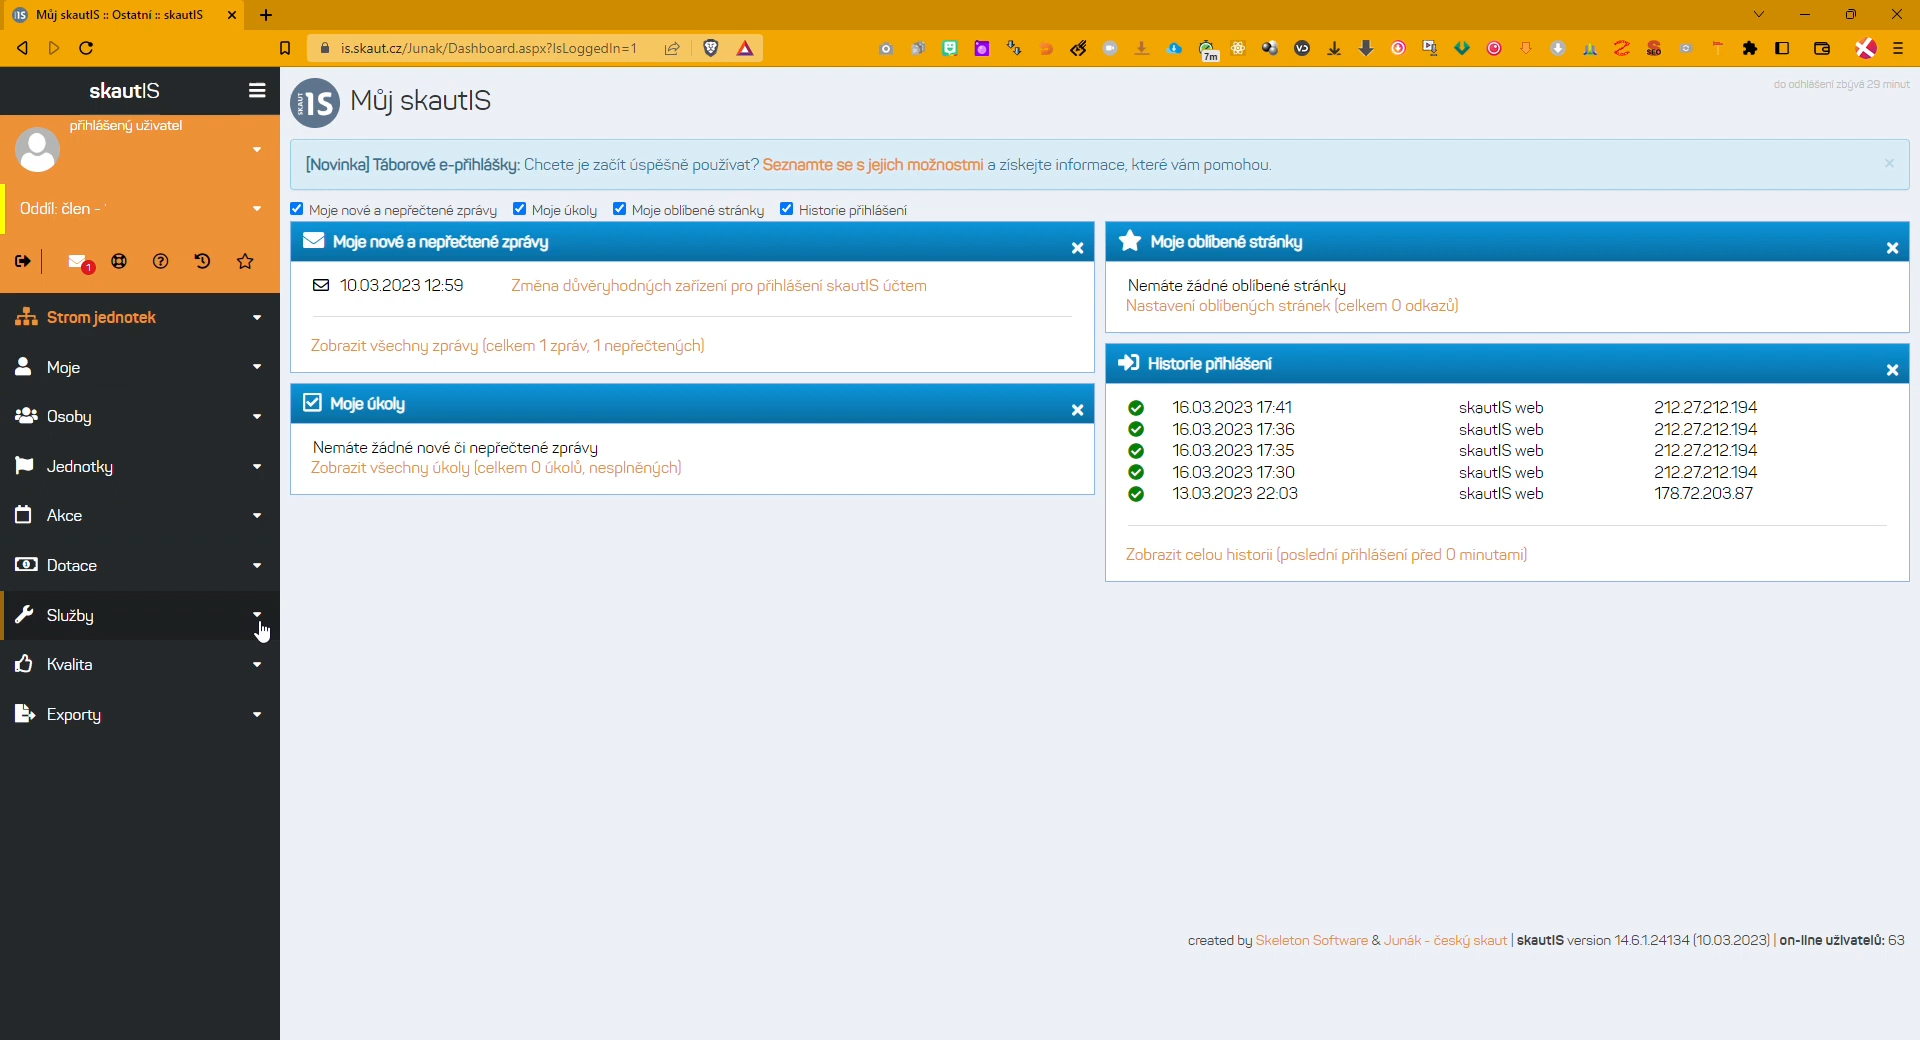 Můj skautIS :: Ostatní :: skautIS
is.skaut.cz/Junak/Dashboard.aspx?IsLoggedIn=1
7m
SEO
skautIS
přihlášený uživatel
Oddíl: člen -
1
Strom jednotek
Moje
Osoby
Jednotky
Akce
Dotace
Služby
Kvalita
Exporty
SKAUT IS
Můj skautIS
do odhlášení zbývá 29 minut
[Novinka] Táborové e-přihlášky: Chcete je začít úspěšně používat? Seznamte se s jejich možnostmi a získejte informace, které vám pomohou.
Moje nové a nepřečtené zprávy Moje úkoly Moje oblíbené stránky Historie přihlášení
Moje nové a nepřečtené zprávy
10.03.2023 12:59 Změna důvěryhodných zařízení pro přihlášení skautIS účtem
Zobrazit všechny zprávy (celkem 1 zpráv, 1 nepřečtených)
Moje úkoly
Nemáte žádné nové či nepřečtené zprávy
Zobrazit všechny úkoly (celkem 0 úkolů, nesplněných)
Moje oblíbené stránky
Nemáte žádné oblíbené stránky
Nastavení oblíbených stránek (celkem 0 odkazů)
Historie přihlášení
16.03.2023 17:41 skautIS web 212.27.212.194
16.03.2023 17:36 skautIS web 212.27.212.194
16.03.2023 17:35 skautIS web 212.27.212.194
16.03.2023 17:30 skautIS web 212.27.212.194
13.03.2023 22:03 skautIS web 178.72.203.87
Zobrazit celou historii (poslední přihlášení před 0 minutami)
created by Skeleton Software & Junák - český skaut | skautIS version 14.6.1.24134 (10.03.2023) | on-line uživatelů: 63